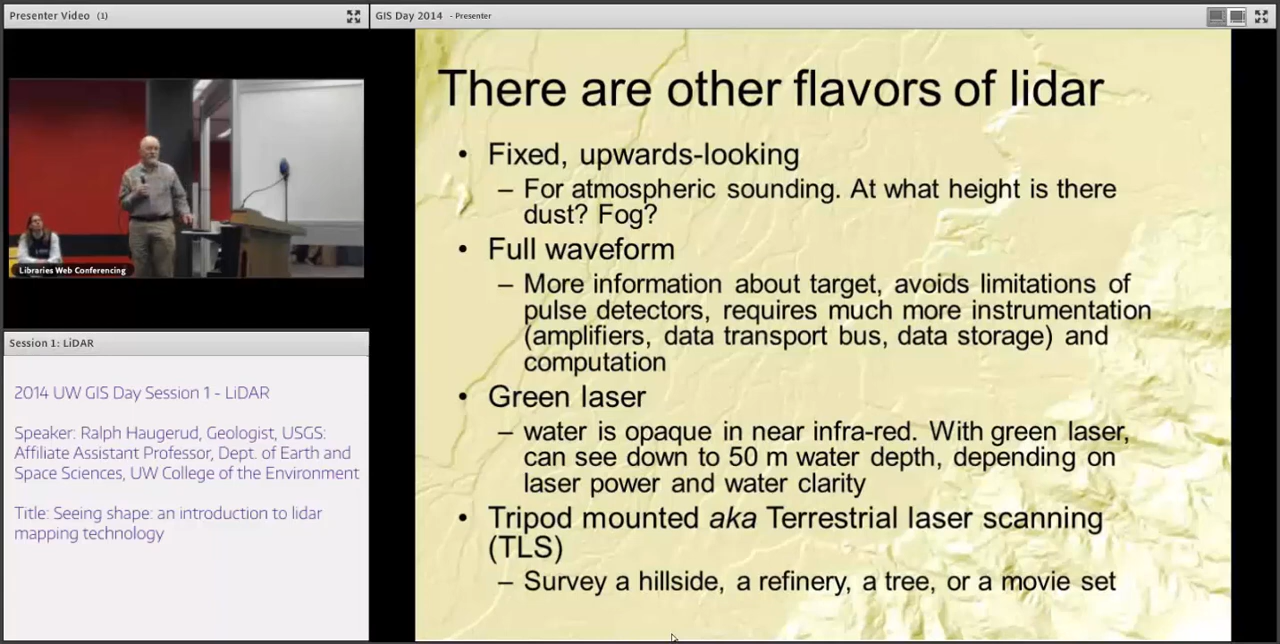 Presenter Video (1)
GIS Day 2014 - Presenter
Libraries Web Conferencing
Session 1: LiDAR
2014 UW GIS Day Session 1 - LiDAR
Speaker: Ralph Haugerud, Geologist, USGS:
Affiliate Assistant Professor, Dept. of Earth and
Space Sciences, UW College of the Environment
Title: Seeing shape: an introduction to lidar
mapping technology
There are other flavors of lidar
• Fixed, upwards-looking
– For atmospheric sounding. At what height is there
dust? Fog?
• Full waveform
– More information about target, avoids limitations of
pulse detectors, requires much more instrumentation
(amplifiers, data transport bus, data storage) and
computation
• Green laser
– water is opaque in near infra-red. With green laser,
can see down to 50 m water depth, depending on
laser power and water clarity
• Tripod mounted aka Terrestrial laser scanning
(TLS)
– Survey a hillside, a refinery, a tree, or a movie set